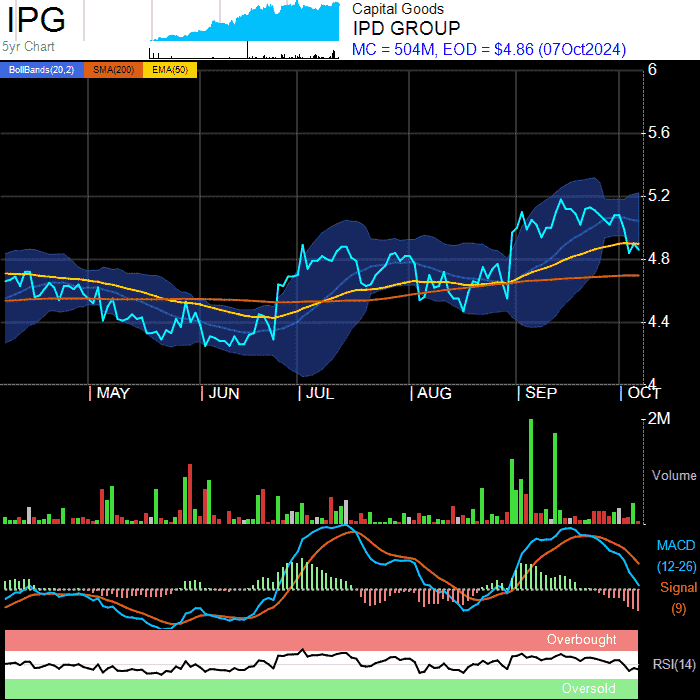 IPG
5yr Chart
Capital Goods
IPD GROUP
MC = 504M, EOD = $4.86 (07Oct2024)
BollBands(20,2) SMA(200) EMA(50)
6
5.6
5.2
4.8
4.4
4
MAY JUN JUL AUG SEP OCT
2M
Volume
MACD
(12-26)
Signal
(9)
Overbought
RSI(14)
Oversold